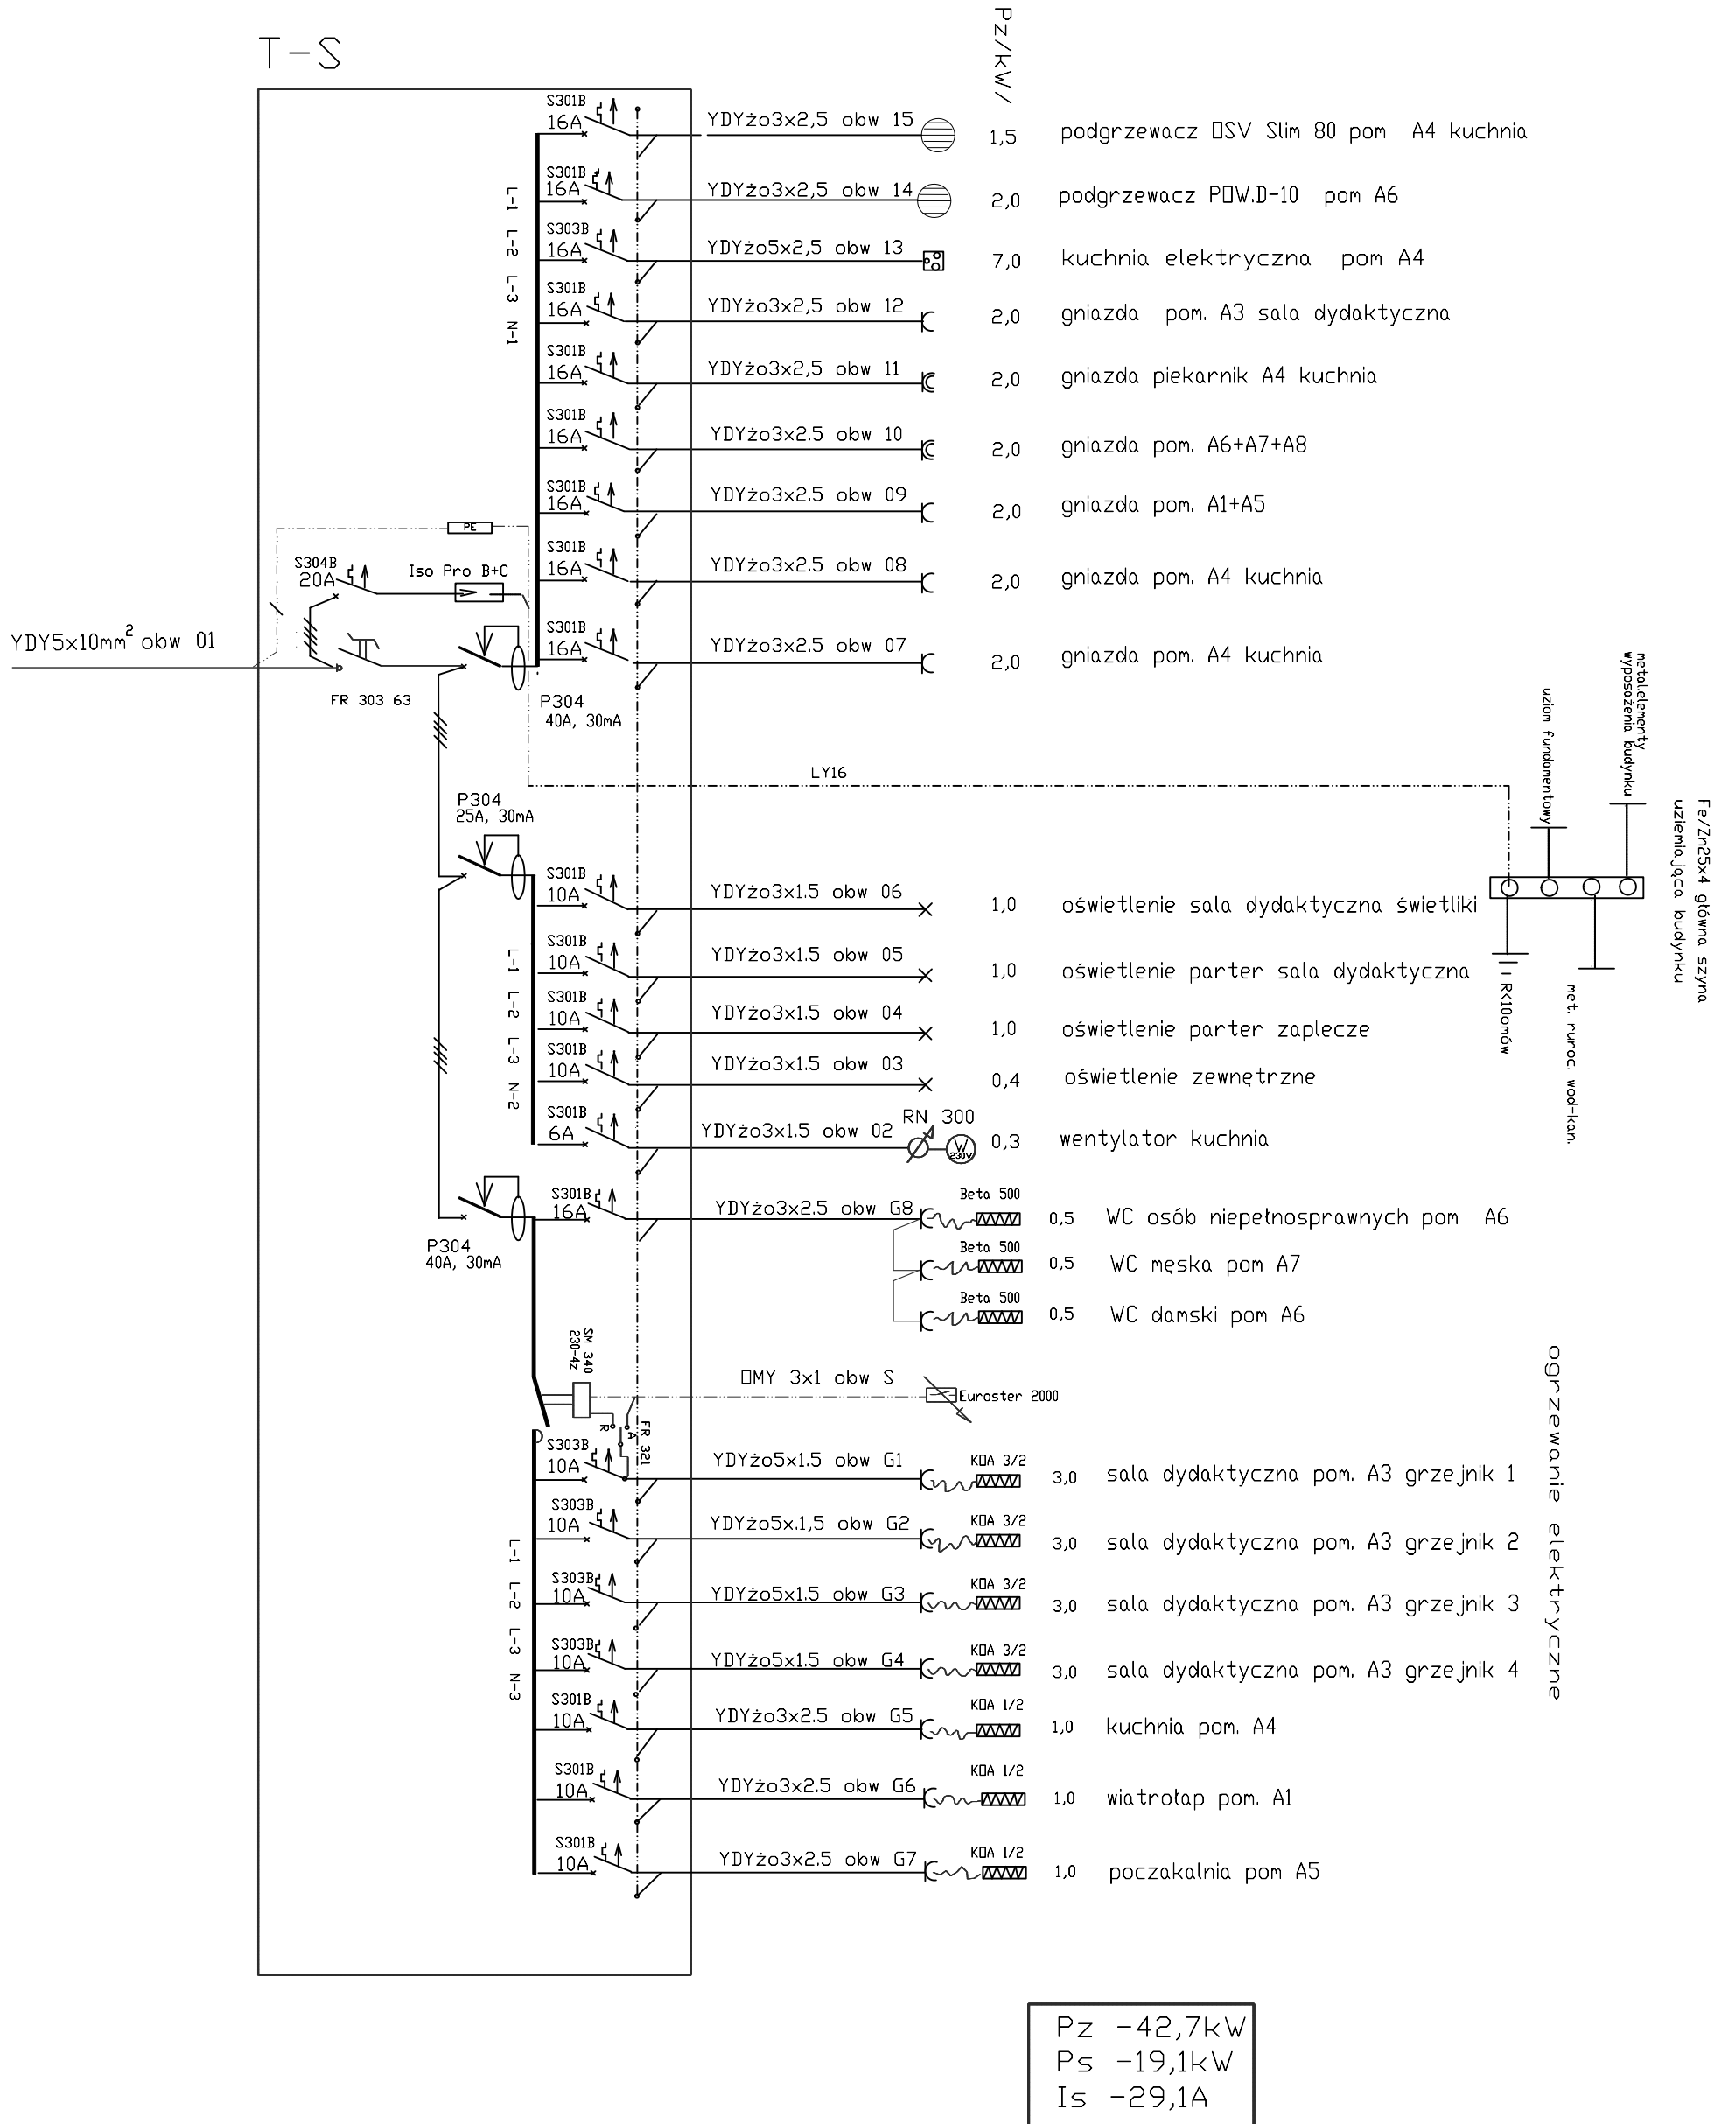 T-S
Pz/kW/
S301B
16A
YDYżo3x2,5 obw 15
1,5
podgrzewacz OSV Slim 80 pom A4 kuchnia
S301B
16A
YDYżo3x2,5 obw 14
2,0
podgrzewacz POW.D-10 pom A6
S303B
16A
YDYżo5x2,5 obw 13
7,0
kuchnia elektryczna pom A4
S301B
16A
YDYżo3x2,5 obw 12
2,0
gniazda pom. A3 sala dydaktyczna
S301B
16A
YDYżo3x2,5 obw 11
2,0
gniazda piekarnik A4 kuchnia
S301B
16A
YDYżo3x2.5 obw 10
2,0
gniazda pom. A6+A7+A8
S301B
16A
YDYżo3x2.5 obw 09
2,0
gniazda pom. A1+A5
S301B
16A
YDYżo3x2.5 obw 08
2,0
gniazda pom. A4 kuchnia
S301B
16A
YDYżo3x2.5 obw 07
2,0
gniazda pom. A4 kuchnia
L-1 L-2 L-3 N-1
PE
S304B
20A
Iso Pro B+C
YDY5x10mm² obw 01
FR 303 63
P304
40A, 30mA
LY16
metal.elementy
wyposażenia budynku
uziom fundamentowy
Fe/Zn25x4 główna szyna
uziemiająca budynku
R<10omów
met. ruroc. wod-kan.
P304
25A, 30mA
S301B
10A
YDYżo3x1.5 obw 06
1,0
oświetlenie sala dydaktyczna świetliki
S301B
10A
YDYżo3x1.5 obw 05
1,0
oświetlenie parter sala dydaktyczna
S301B
10A
YDYżo3x1.5 obw 04
1,0
oświetlenie parter zaplecze
S301B
10A
YDYżo3x1.5 obw 03
0,4
oświetlenie zewnętrzne
S301B
6A
YDYżo3x1.5 obw 02
RN 300
W
230V
0,3
wentylator kuchnia
L-1 L-2 L-3 N-2
P304
40A, 30mA
S301B
16A
YDYżo3x2.5 obw G8
Beta 500
0,5
WC osób niepełnosprawnych pom A6
Beta 500
0,5
WC męska pom A7
Beta 500
0,5
WC damski pom A6
SM 340
230-4z
OMY 3x1 obw S
Euroster 2000
R
A
FR 321
ogrzewanie elektryczne
S303B
10A
YDYżo5x1.5 obw G1
KOA 3/2
3,0
sala dydaktyczna pom. A3 grzejnik 1
S303B
10A
YDYżo5x.1,5 obw G2
KOA 3/2
3,0
sala dydaktyczna pom. A3 grzejnik 2
S303B
10A
YDYżo5x1.5 obw G3
KOA 3/2
3,0
sala dydaktyczna pom. A3 grzejnik 3
S303B
10A
YDYżo5x1.5 obw G4
KOA 3/2
3,0
sala dydaktyczna pom. A3 grzejnik 4
S301B
10A
YDYżo3x2.5 obw G5
KOA 1/2
1,0
kuchnia pom. A4
S301B
10A
YDYżo3x2.5 obw G6
KOA 1/2
1,0
wiatrołap pom. A1
S301B
10A
YDYżo3x2.5 obw G7
KOA 1/2
1,0
poczakalnia pom A5
L-1 L-2 L-3 N-3
Pz -42,7kW
Ps -19,1kW
Is -29,1A